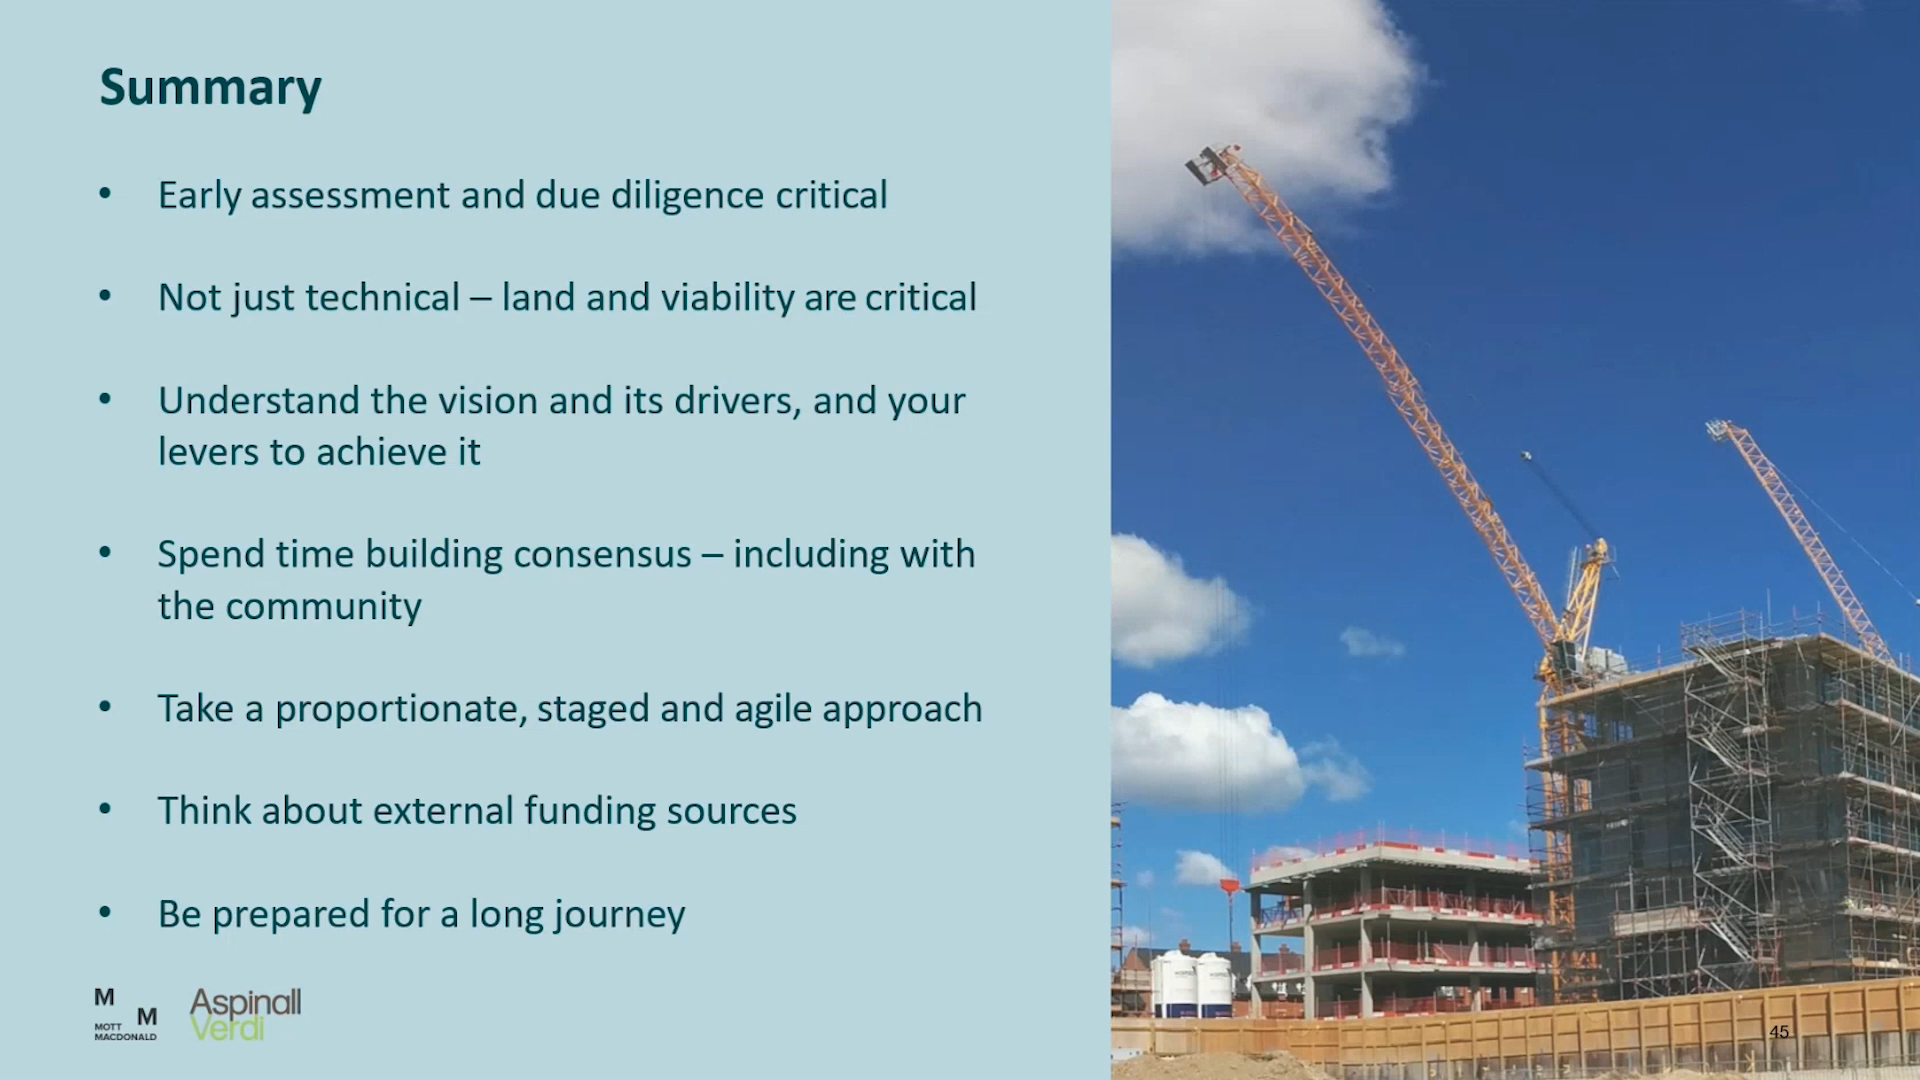 Summary
• Early assessment and due diligence critical
• Not just technical – land and viability are critical
• Understand the vision and its drivers, and your
levers to achieve it
• Spend time building consensus – including with
the community
• Take a proportionate, staged and agile approach
• Think about external funding sources
• Be prepared for a long journey
M
M
MOTT
MACDONALD
Aspinall
Verdi
45